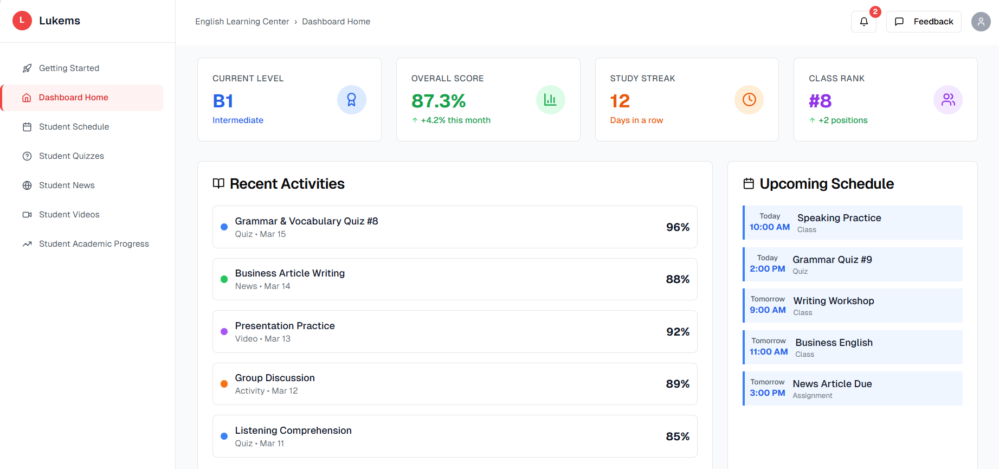 L
Lukems
English Learning Center › Dashboard Home
2
Feedback
Getting Started
Dashboard Home
Student Schedule
Student Quizzes
Student News
Student Videos
Student Academic Progress
CURRENT LEVEL
B1
Intermediate
OVERALL SCORE
87.3%
↑ +4.2% this month
STUDY STREAK
12
Days in a row
CLASS RANK
#8
↑ +2 positions
Recent Activities
Grammar & Vocabulary Quiz #8
Quiz • Mar 15
96%
Business Article Writing
News • Mar 14
88%
Presentation Practice
Video • Mar 13
92%
Group Discussion
Activity • Mar 12
89%
Listening Comprehension
Quiz • Mar 11
85%
Upcoming Schedule
Today
10:00 AM
Speaking Practice
Class
Today
2:00 PM
Grammar Quiz #9
Quiz
Tomorrow
9:00 AM
Writing Workshop
Class
Tomorrow
11:00 AM
Business English
Class
Tomorrow
3:00 PM
News Article Due
Assignment